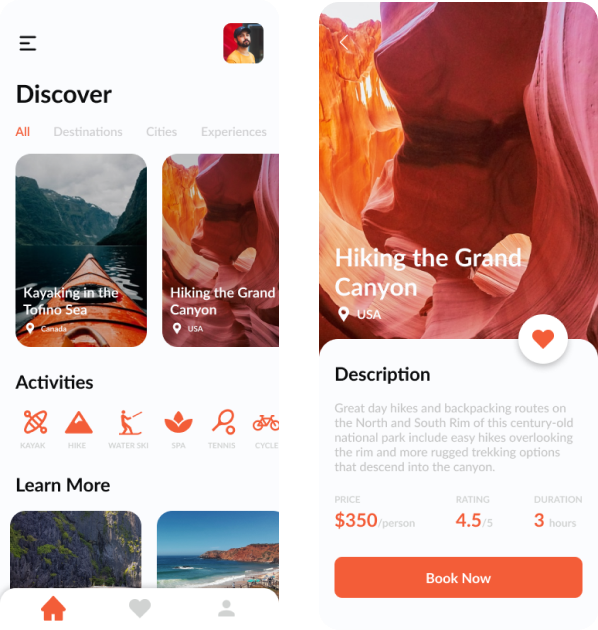 Discover
All Destinations Cities Experiences
Kayaking in the
Tofino Sea
Canada
Hiking the Grand
Canyon
USA
Activities
KAYAK HIKE WATER SKI SPA TENNIS CYCLE
Learn More
Hiking the Grand
Canyon
USA
Description
Great day hikes and backpacking routes on
the North and South Rim of this century-old
national park include easy hikes overlooking
the rim and more rugged trekking options
that descend into the canyon.
PRICE RATING DURATION
$350/person 4.5/5 3 hours
Book Now